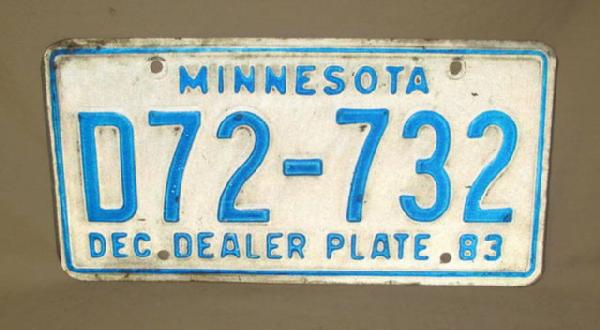 MINNESOTA
D72-732
DEC DEALER PLATE 83